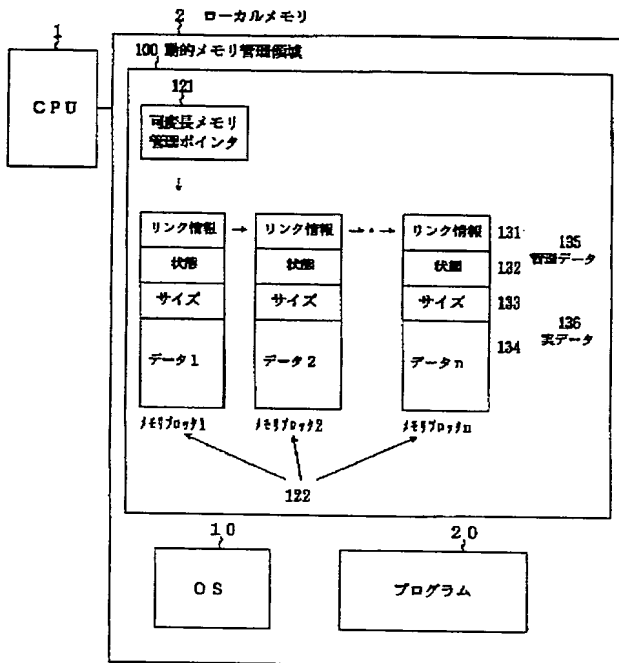 1
2 ローカルメモリ
CPU
100 動的メモリ管理領域
121
可変長メモリ
管理ポインタ
リンク情報
リンク情報
リンク情報
131
135
管理データ
状態
状態
状態
132
サイズ
サイズ
サイズ
133
136
実データ
データ1
データ2
データn
134
メモリブロック1
メモリブロック2
メモリブロックn
122
10
20
OS
プログラム